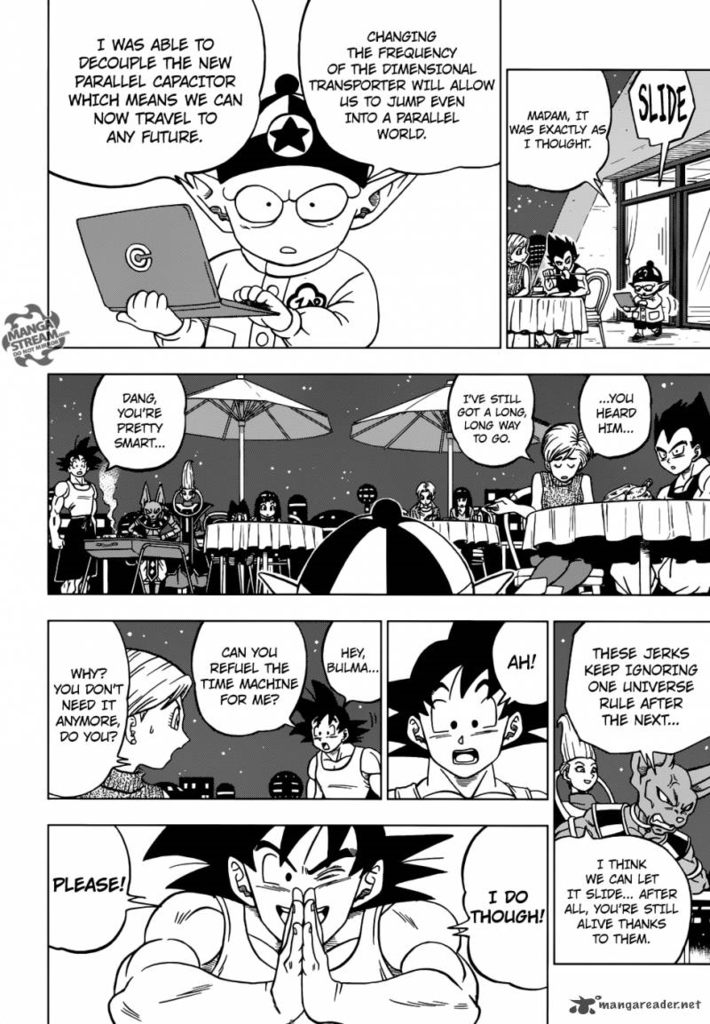 SLIDE
MADAM, IT
WAS EXACTLY AS
I THOUGHT.
CHANGING
THE FREQUENCY
OF THE DIMENSIONAL
TRANSPORTER WILL ALLOW
US TO JUMP EVEN
INTO A PARALLEL
WORLD.
I WAS ABLE TO
DECOUPLE THE NEW
PARALLEL CAPACITOR
WHICH MEANS WE CAN
NOW TRAVEL TO
ANY FUTURE.
C
MANGA
STREAM.com
DO NOT MIRROR
...YOU
HEARD
HIM...
I'VE STILL
GOT A LONG,
LONG WAY
TO GO.
DANG,
YOU'RE
PRETTY
SMART...
THESE JERKS
KEEP IGNORING
ONE UNIVERSE
RULE AFTER
THE NEXT...
I THINK
WE CAN LET
IT SLIDE... AFTER
ALL, YOU'RE STILL
ALIVE THANKS
TO THEM.
AH!
HEY,
BULMA...
CAN YOU
REFUEL THE
TIME MACHINE
FOR ME?
WHY?
YOU DON'T
NEED IT
ANYMORE,
DO YOU?
I DO
THOUGH!
PLEASE!
mangareader.net